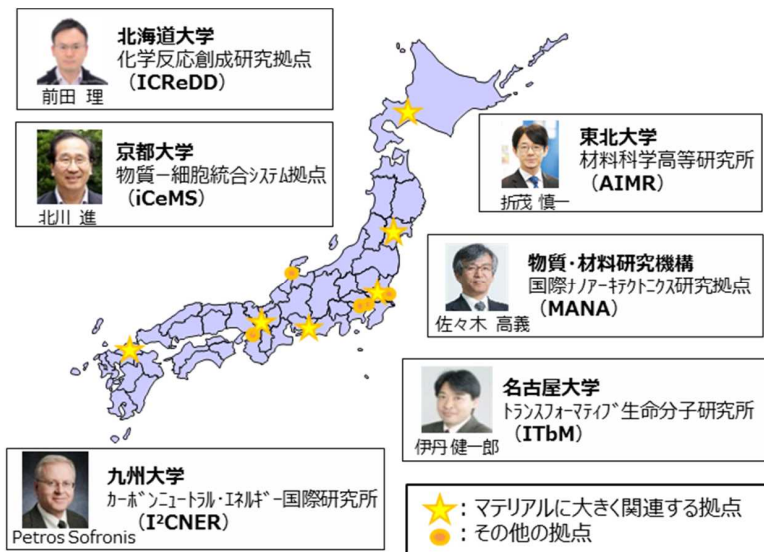 北海道大学
化学反応創成研究拠点
（ICReDD）
前田 理
京都大学
物質－細胞統合システム拠点
（iCeMS）
北川 進
東北大学
材料科学高等研究所
（AIMR）
折茂 慎一
物質・材料研究機構
国際ナノアーキテクトニクス研究拠点
（MANA）
佐々木 高義
名古屋大学
トランスフォーマティブ生命分子研究所
（ITbM）
伊丹 健一郎
九州大学
カーボンニュートラル・エネルギー国際研究所
（I²CNER）
Petros Sofronis
：マテリアルに大きく関連する拠点
：その他の拠点